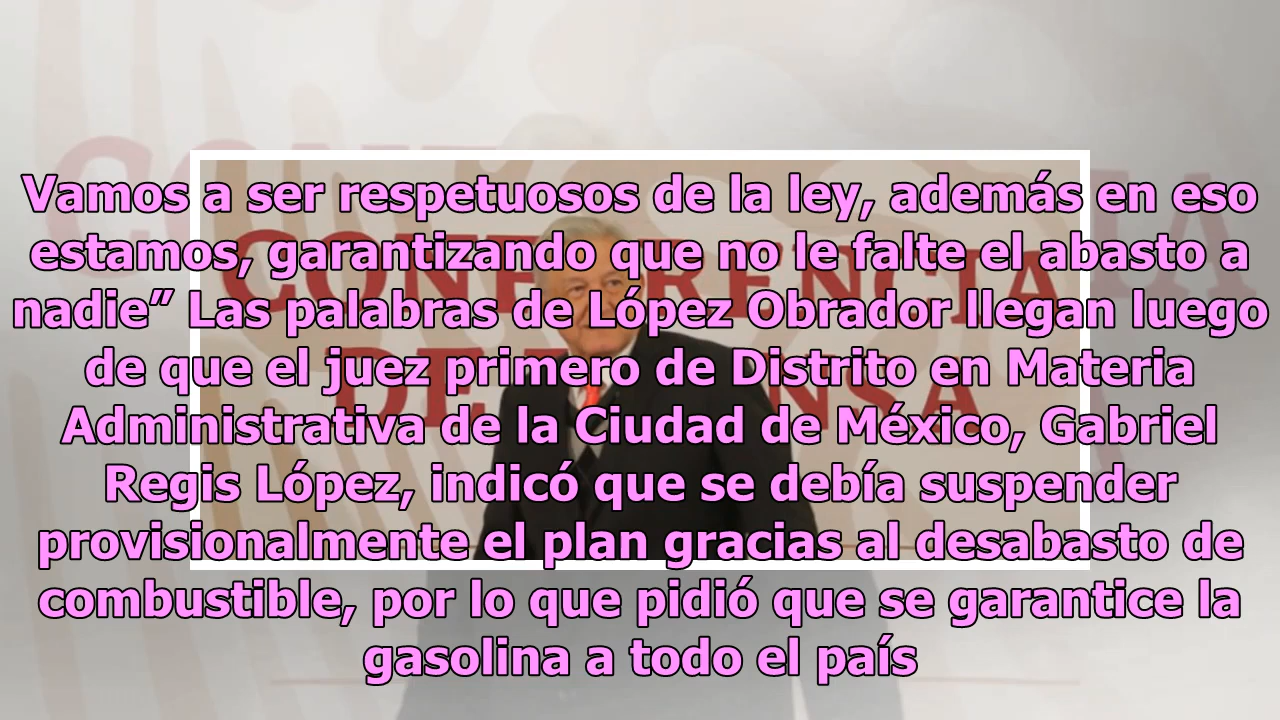 Vamos a ser respetuosos de la ley, además en eso
estamos, garantizando que no le falte el abasto a
nadie” Las palabras de López Obrador llegan luego
de que el juez primero de Distrito en Materia
Administrativa de la Ciudad de México, Gabriel
Regis López, indicó que se debía suspender
provisionalmente el plan gracias al desabasto de
combustible, por lo que pidió que se garantice la
gasolina a todo el país
CONFERENCIA
DE PRENSA